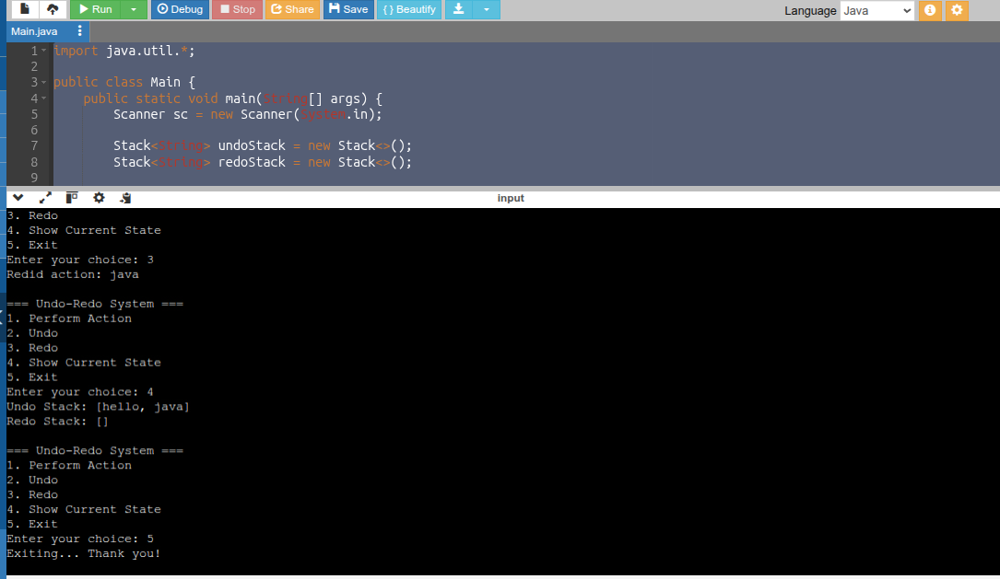 Run Debug Stop Share Save { } Beautify Language Java
Main.java
1 import java.util.*;
2
3 public class Main {
4 public static void main(String[] args) {
5 Scanner sc = new Scanner(System.in);
6
7 Stack<String> undoStack = new Stack<>();
8 Stack<String> redoStack = new Stack<>();
9
input
3. Redo
4. Show Current State
5. Exit
Enter your choice: 3
Redid action: java
=== Undo-Redo System ===
1. Perform Action
2. Undo
3. Redo
4. Show Current State
5. Exit
Enter your choice: 4
Undo Stack: [hello, java]
Redo Stack: []
=== Undo-Redo System ===
1. Perform Action
2. Undo
3. Redo
4. Show Current State
5. Exit
Enter your choice: 5
Exiting... Thank you!